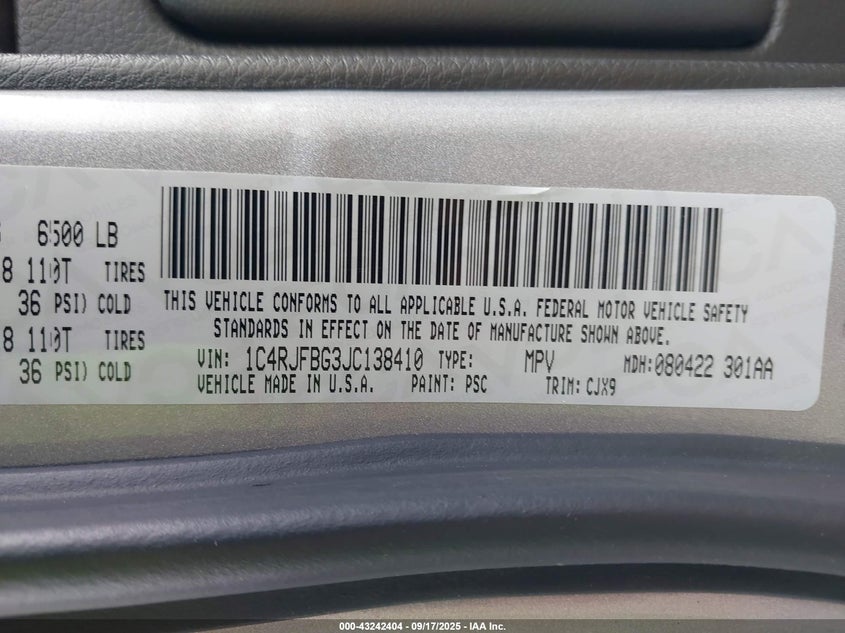 6500 LB
8 110T TIRES
36 PSI) COLD
8 110T TIRES
36 PSI) COLD
THIS VEHICLE CONFORMS TO ALL APPLICABLE U.S.A. FEDERAL MOTOR VEHICLE SAFETY
STANDARDS IN EFFECT ON THE DATE OF MANUFACTURE SHOWN ABOVE.
VIN: 1C4RJFBG3JC138410 TYPE: MPV MDH: 080422 301AA
VEHICLE MADE IN U.S.A. PAINT: PSC TRIM: CJX9
000-43242404 - 09/17/2025 - IAA Inc.